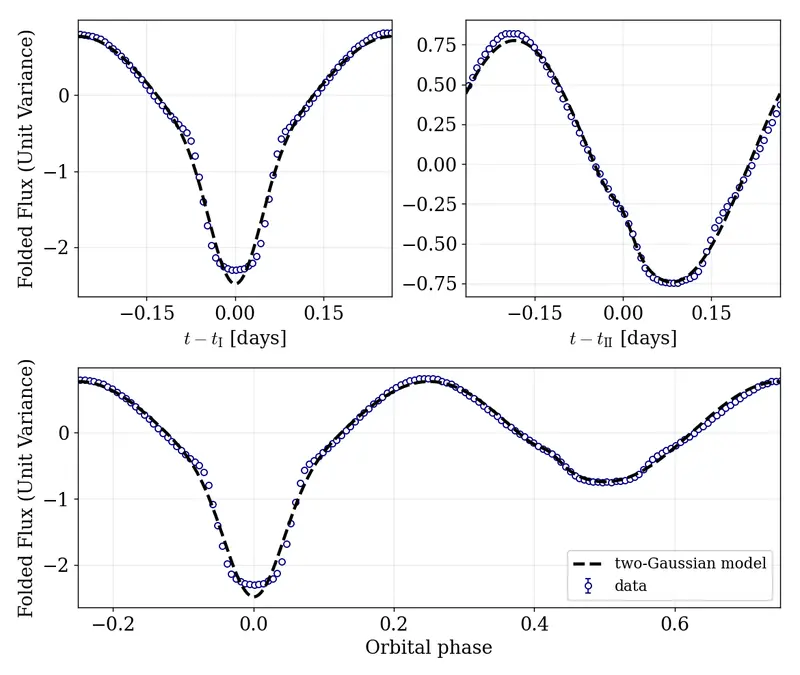 Folded Flux (Unit Variance)
0
−1
−2
−0.15 0.00 0.15
t − t_I [days]
0.75
0.50
0.25
0.00
−0.25
−0.50
−0.75
−0.15 0.00 0.15
t − t_II [days]
Folded Flux (Unit Variance)
0
−1
−2
two-Gaussian model
data
−0.2 0.0 0.2 0.4 0.6
Orbital phase